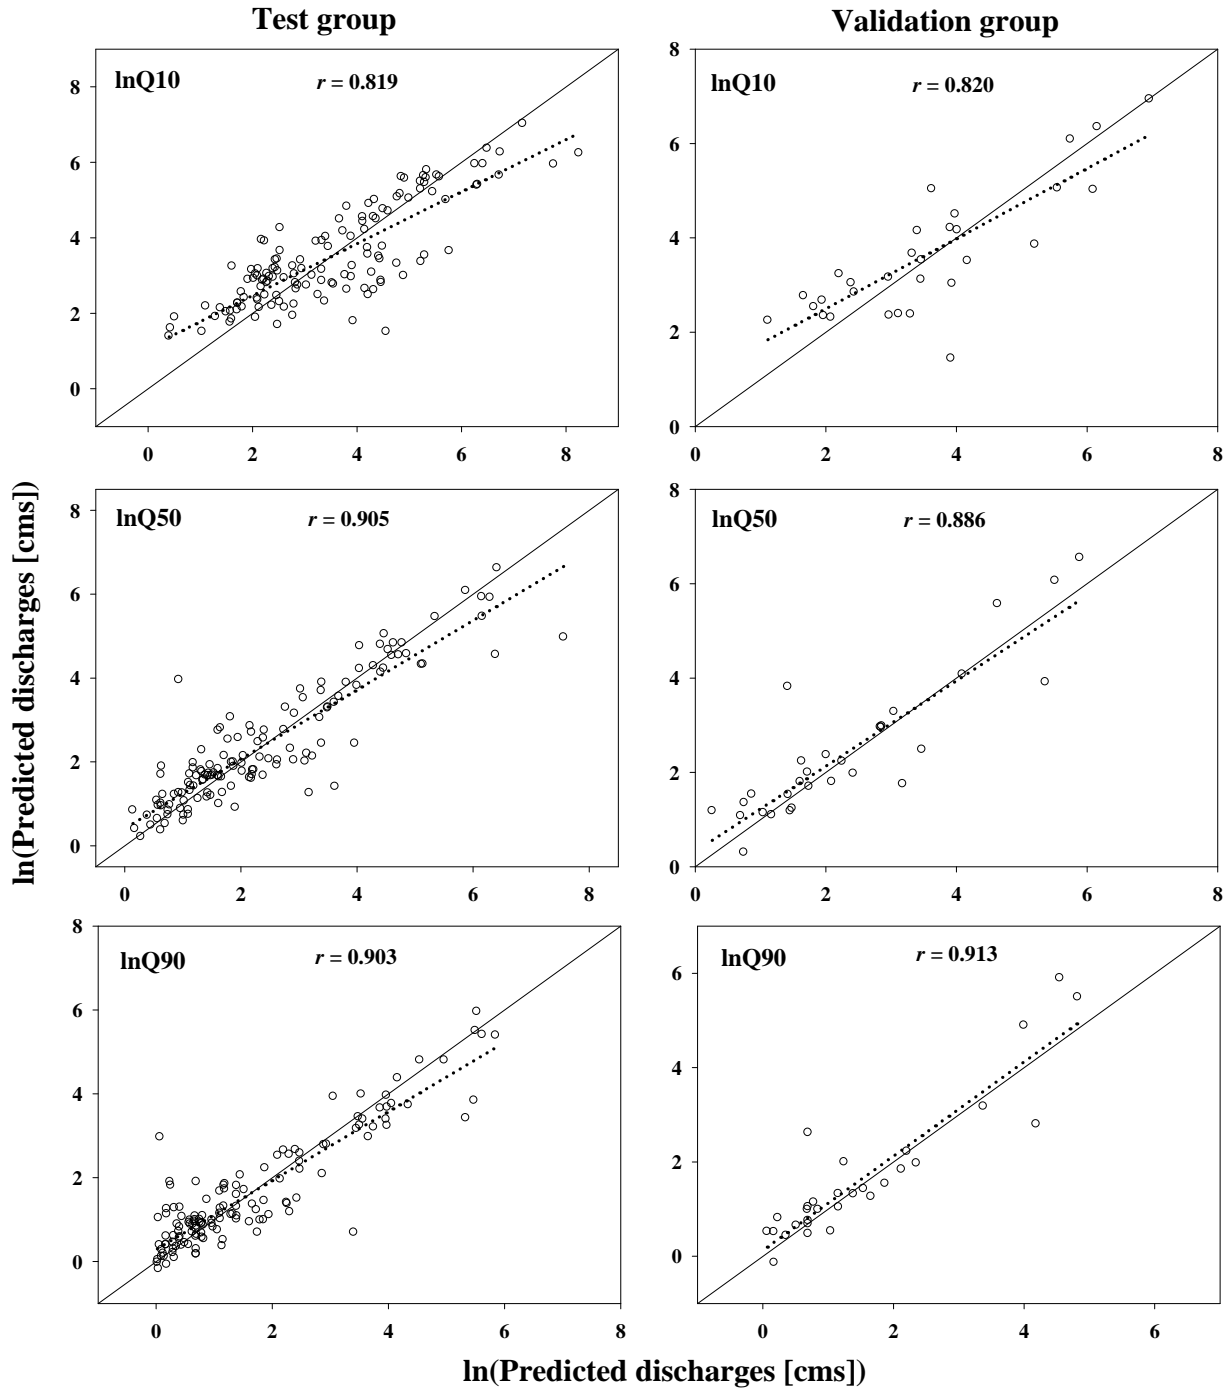 Test group
Validation group
lnQ10
r = 0.819
8
6
4
2
0
0 2 4 6 8
lnQ10
r = 0.820
8
6
4
2
0
0 2 4 6 8
lnQ50
r = 0.905
8
6
4
2
0
0 2 4 6 8
lnQ50
r = 0.886
8
6
4
2
0
0 2 4 6 8
lnQ90
r = 0.903
8
6
4
2
0
0 2 4 6 8
lnQ90
r = 0.913
6
4
2
0
0 2 4 6
ln(Predicted discharges [cms])
ln(Predicted discharges [cms])